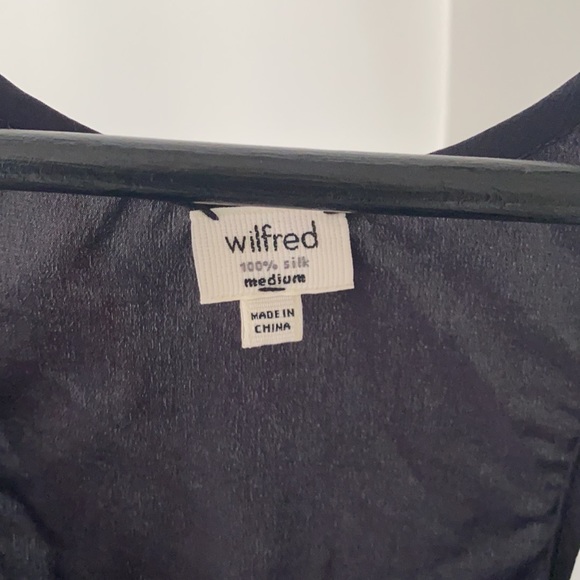 wilfred
100% silk
medium
MADE IN
CHINA